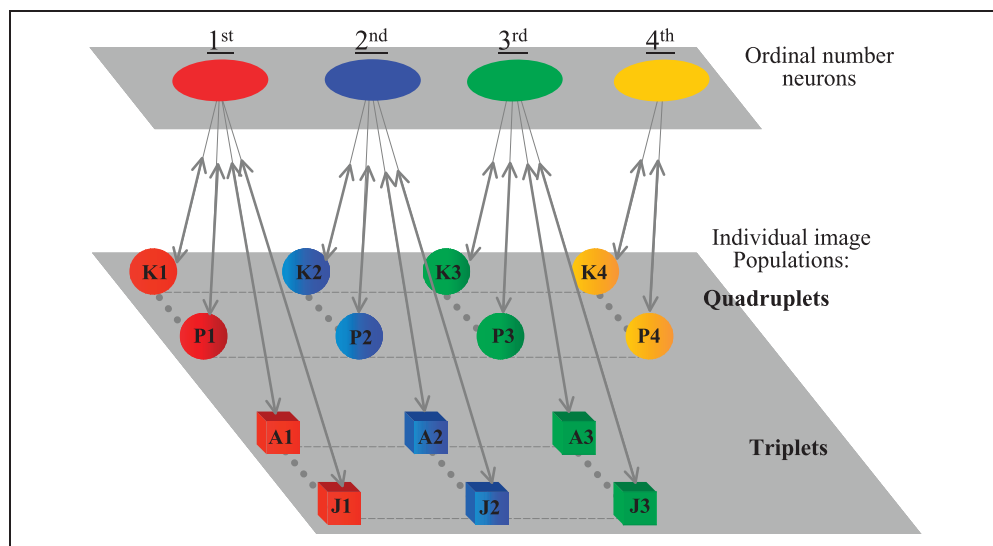 1st 2nd 3rd 4th
Ordinal number
neurons
Individual image
Populations:
K1 K2 K3 K4
Quadruplets
P1 P2 P3 P4
A1 A2 A3
Triplets
J1 J2 J3